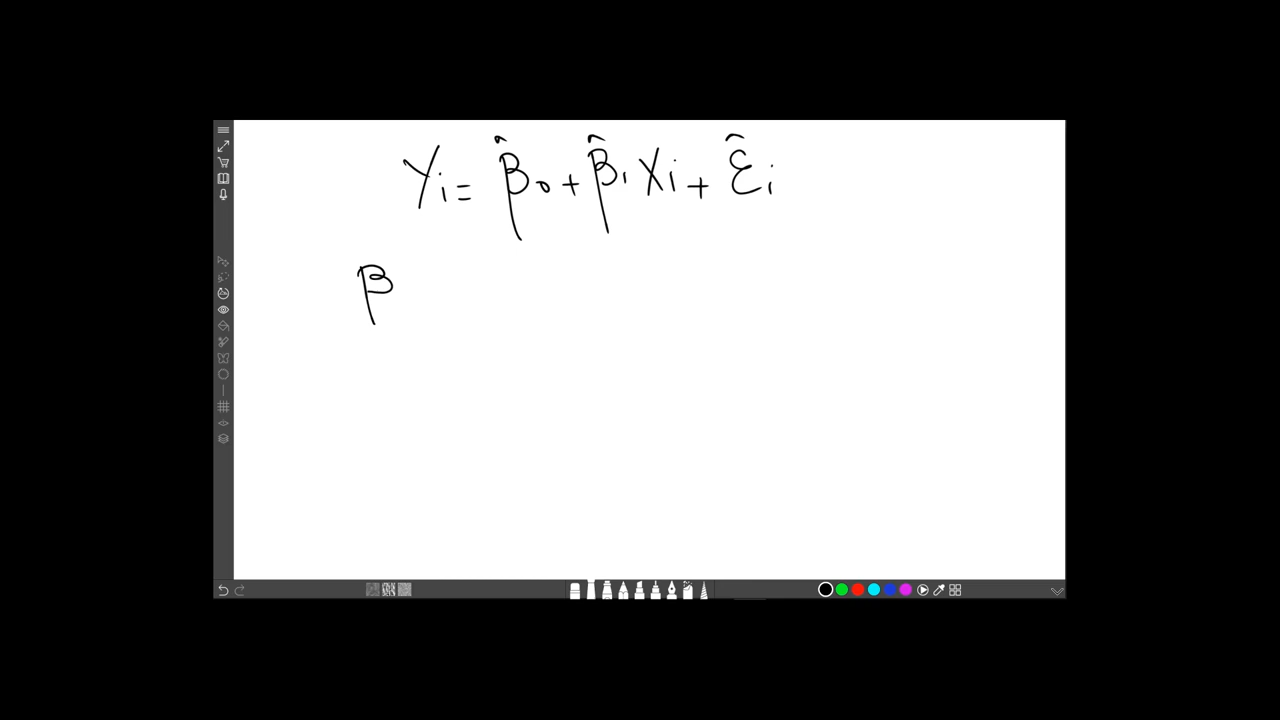 Yi = β̂₀ + β̂₁Xi + ε̂i
β